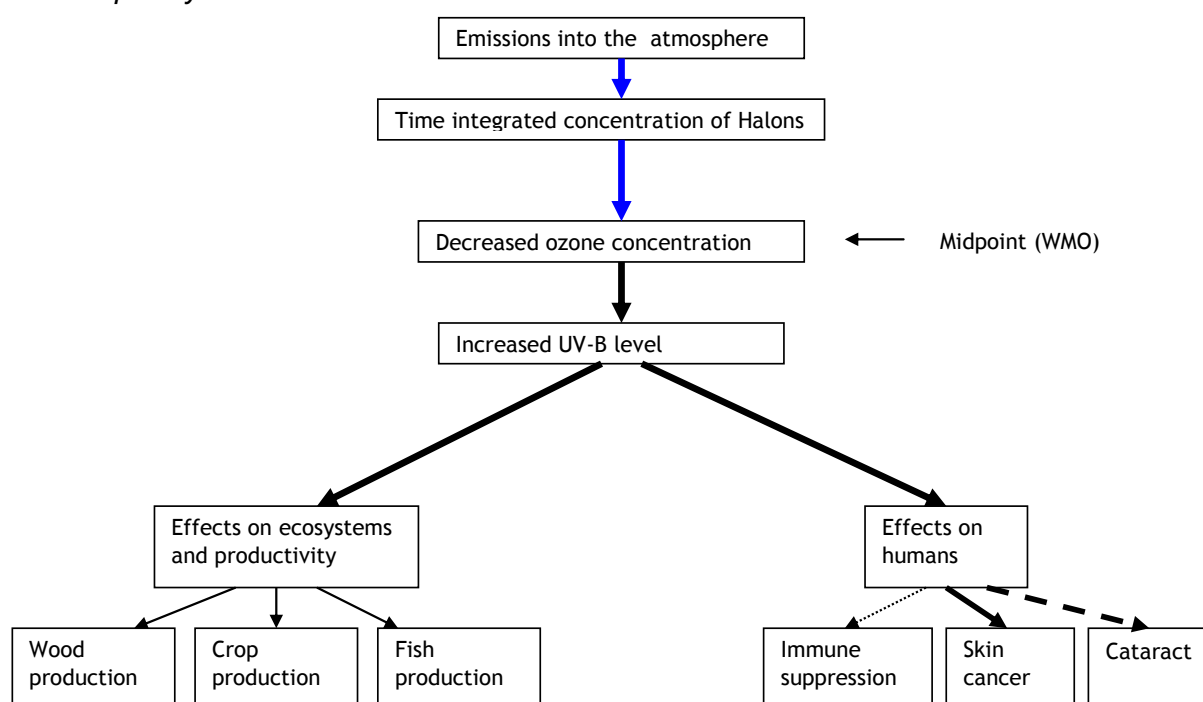 Emissions into the atmosphere
Time integrated concentration of Halons
Decreased ozone concentration
Midpoint (WMO)
Increased UV-B level
Effects on ecosystems
and productivity
Effects on
humans
Wood
production
Crop
production
Fish
production
Immune
suppression
Skin
cancer
Cataract